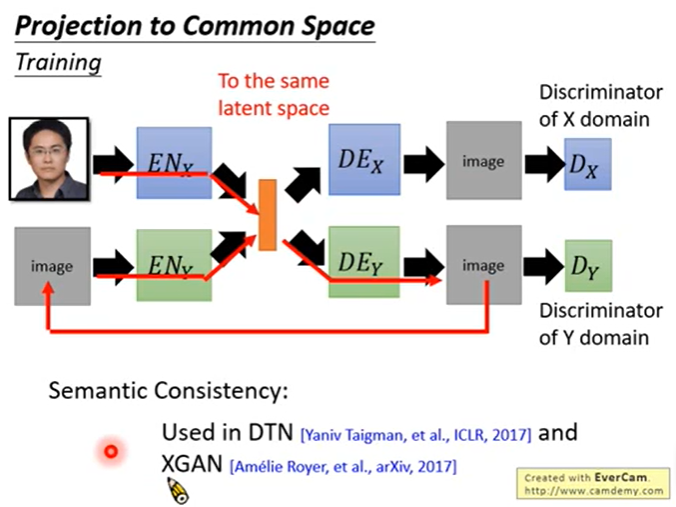 Projection to Common Space
Training
To the same
latent space
Discriminator
of X domain
EN_X
DE_X
image
D_X
image
EN_Y
DE_Y
image
D_Y
Discriminator
of Y domain
Semantic Consistency:
Used in DTN [Yaniv Taigman, et al., ICLR, 2017] and
XGAN [Amélie Royer, et al., arXiv, 2017]
Created with EverCam.
http://www.camdemy.com